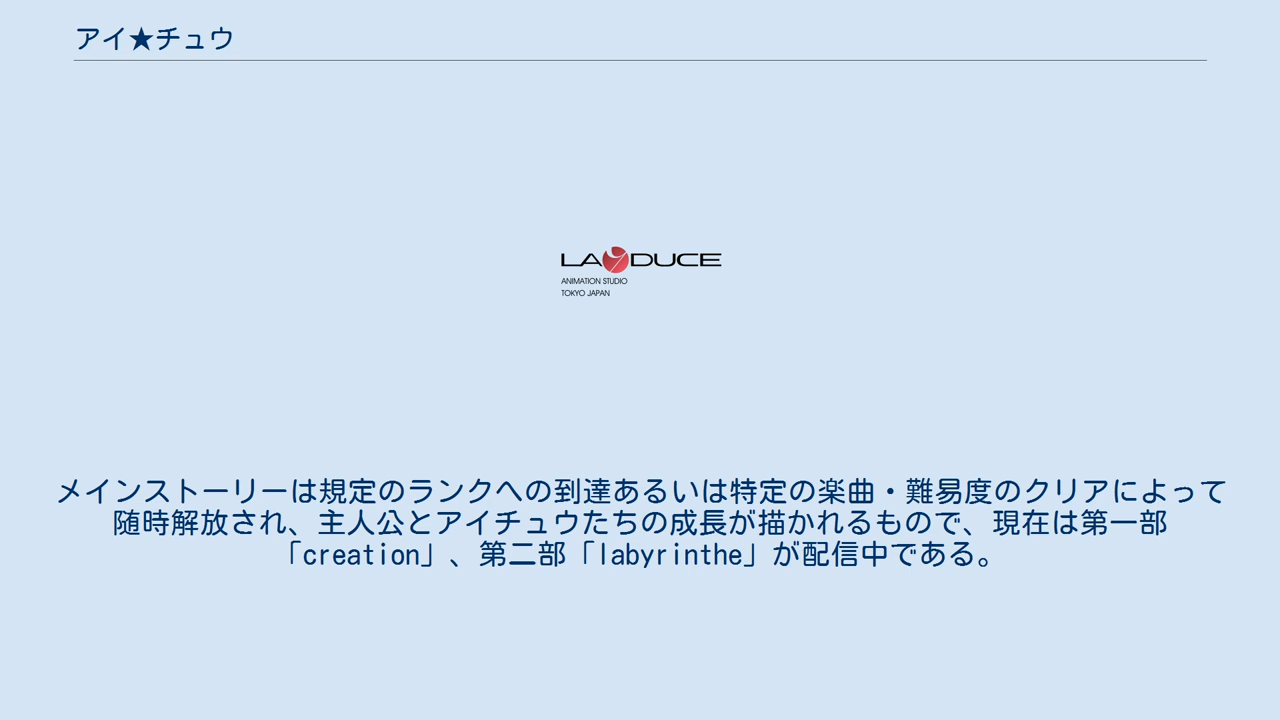 アイ★チュウ
LAYDUCE
ANIMATION STUDIO
TOKYO JAPAN
メインストーリーは規定のランクへの到達あるいは特定の楽曲・難易度のクリアによって
随時解放され、主人公とアイチュウたちの成長が描かれるもので、現在は第一部
「creation」、第二部「labyrinthe」が配信中である。